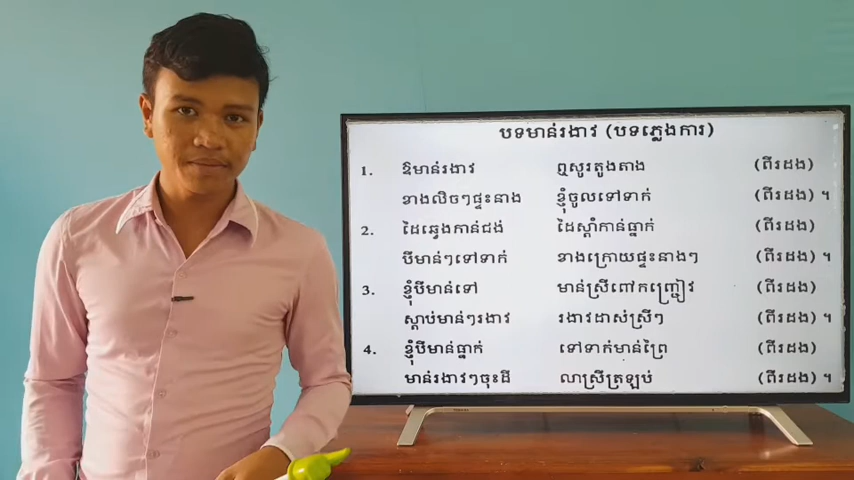 បទមាន់រងាវ (បទភ្លេងការ)
1. ឱមាន់រងាវ ឮសូរតូងតាង (ពីរដង)
ខាងលិចៗផ្ទះនាង ខ្ញុំចូលទៅទាក់ (ពីរដង) ។
2. ដៃឆ្វេងកាន់ជង់ ដៃស្ដាំកាន់ធ្នាក់ (ពីរដង)
បីមាន់ៗទៅទាក់ ខាងក្រោយផ្ទះនាងៗ (ពីរដង) ។
3. ខ្ញុំបីមាន់ទៅ មាន់ស្រីពៅកញ្ជ្រៀវ (ពីរដង)
ស្ដាប់មាន់ៗរងាវ រងាវដាស់ស្រីៗ (ពីរដង) ។
4. ខ្ញុំបីមាន់ធ្នាក់ ទៅទាក់មាន់ព្រៃ (ពីរដង)
មាន់រងាវៗចុះដី ណាស្រីត្រឡប់ (ពីរដង) ។